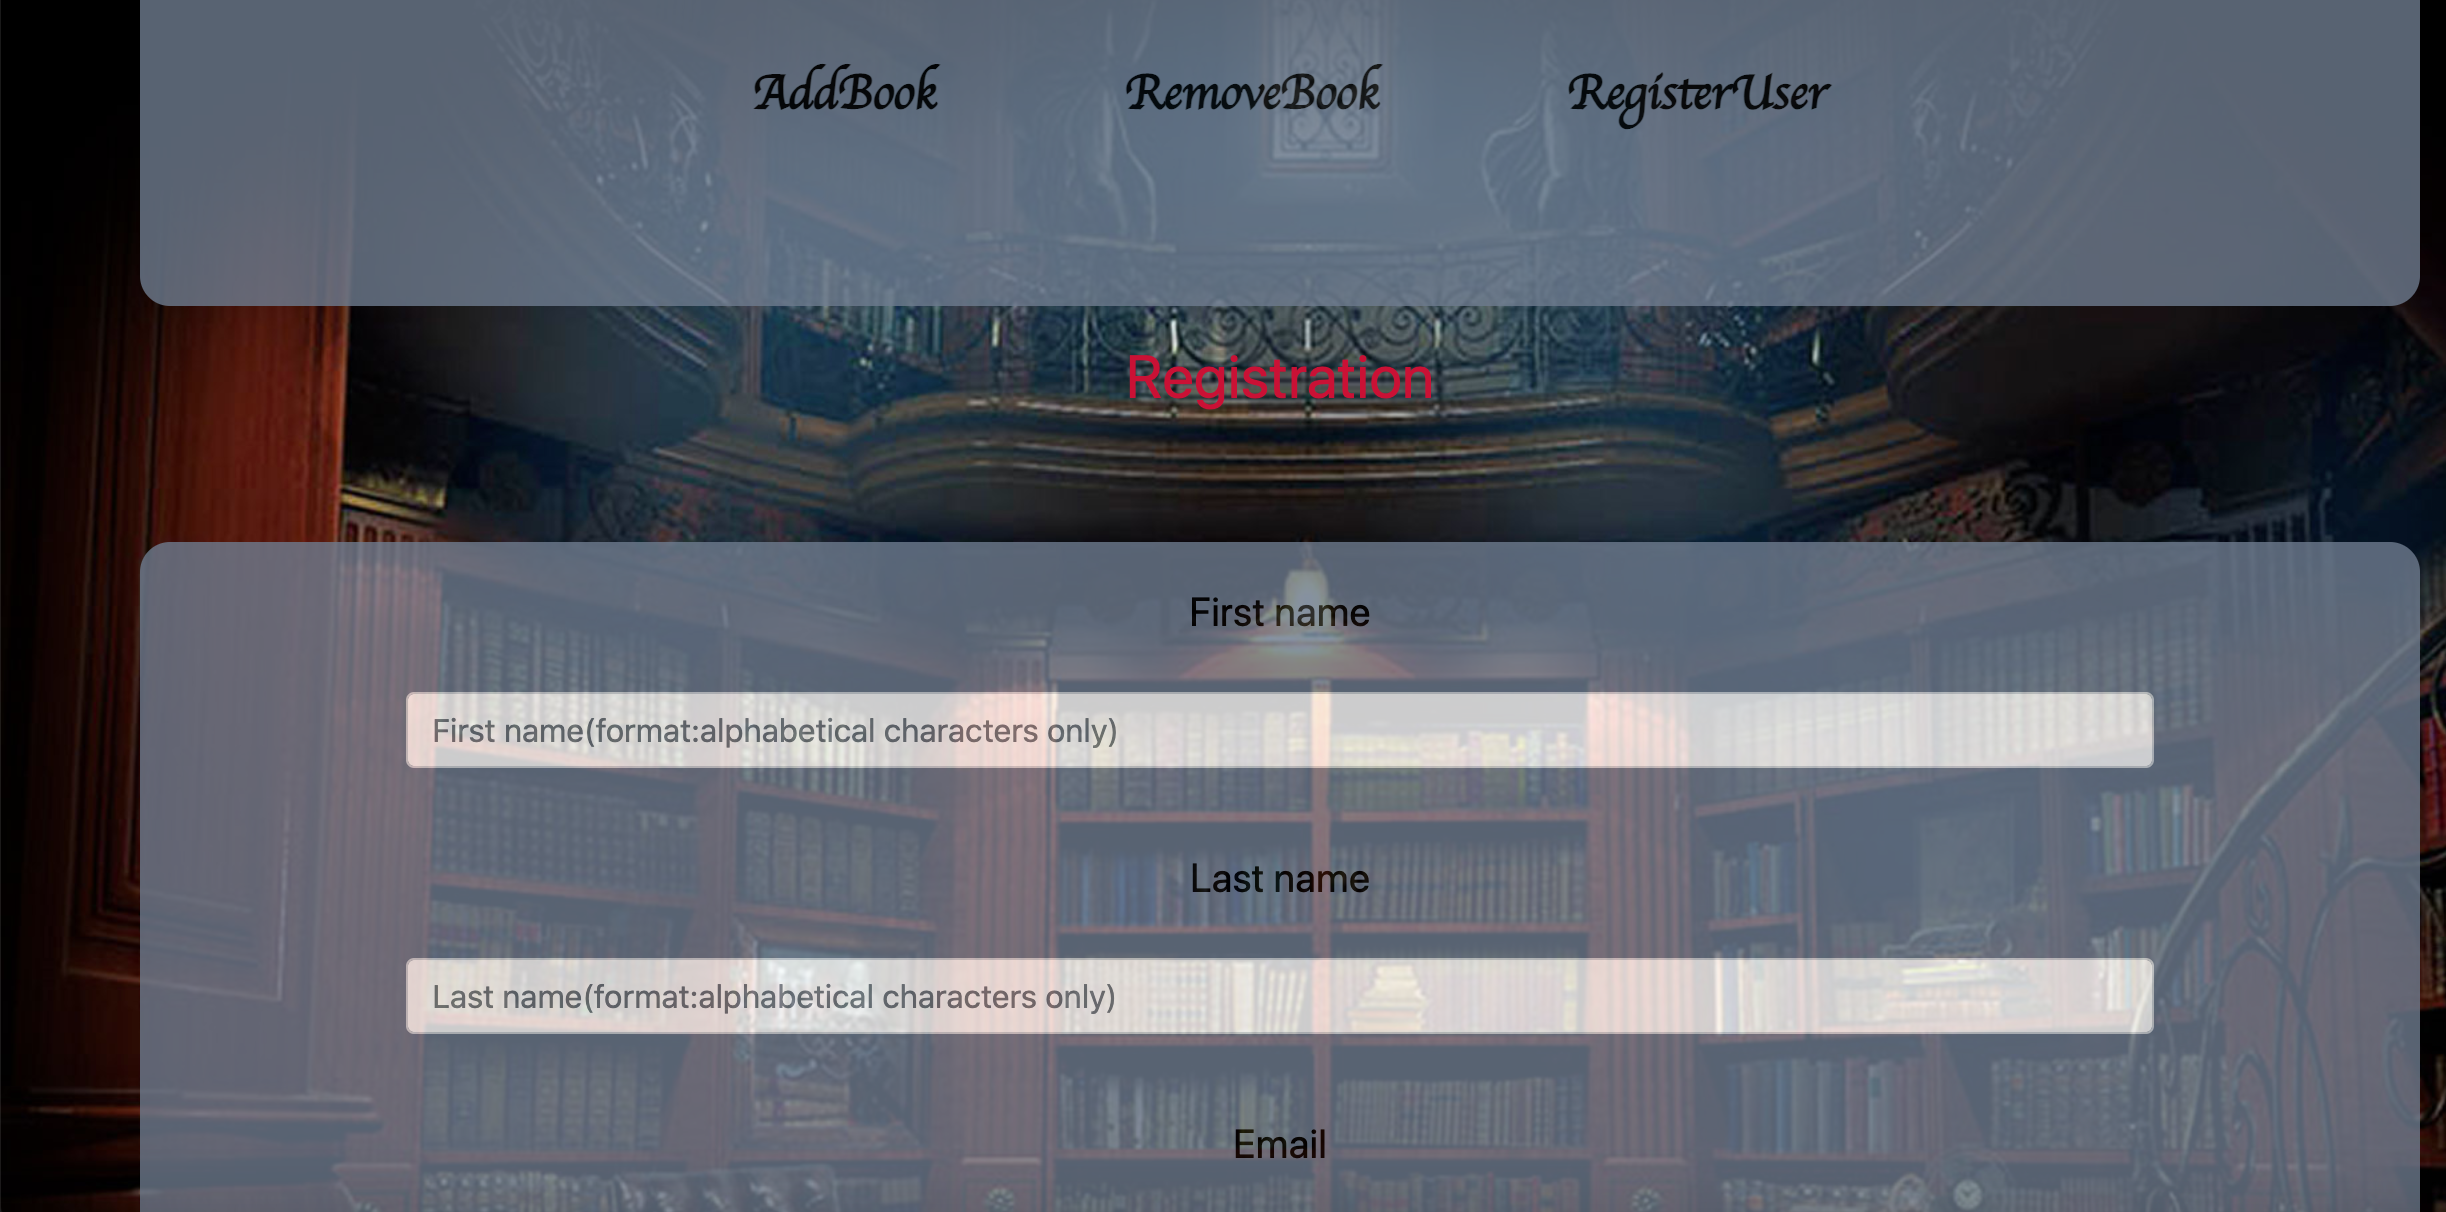 AddBook RemoveBook RegisterUser
Registration
First name
First name(format:alphabetical characters only)
Last name
Last name(format:alphabetical characters only)
Email